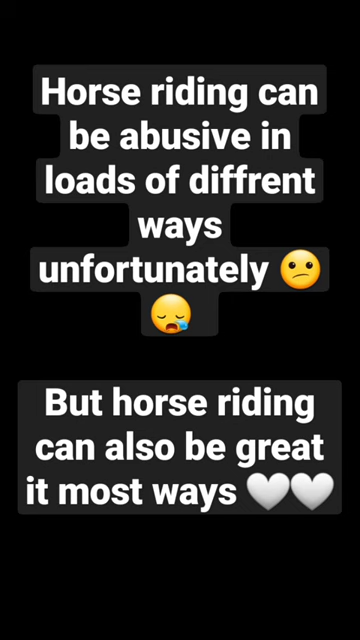 Horse riding can
be abusive in
loads of diffrent
ways
unfortunately 😕
😪
But horse riding
can also be great
it most ways 🤍🤍